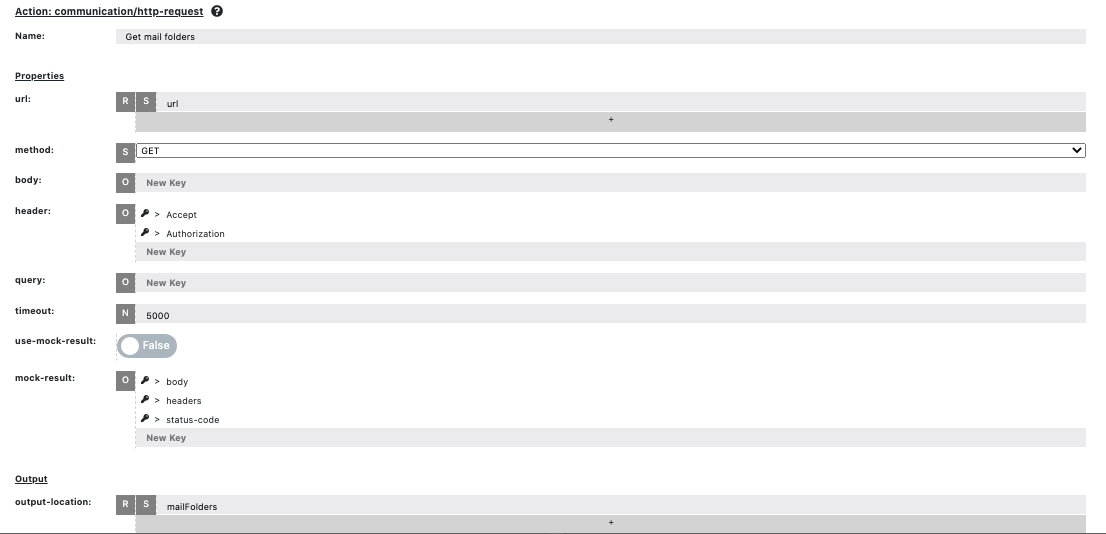 Action: communication/http-request ?
Name: Get mail folders
Properties
url: R S url
+
method: S GET
body: O New Key
header: O > Accept
> Authorization
New Key
query: O New Key
timeout: N 5000
use-mock-result: False
mock-result: O > body
> headers
> status-code
New Key
Output
output-location: R S mailFolders
+